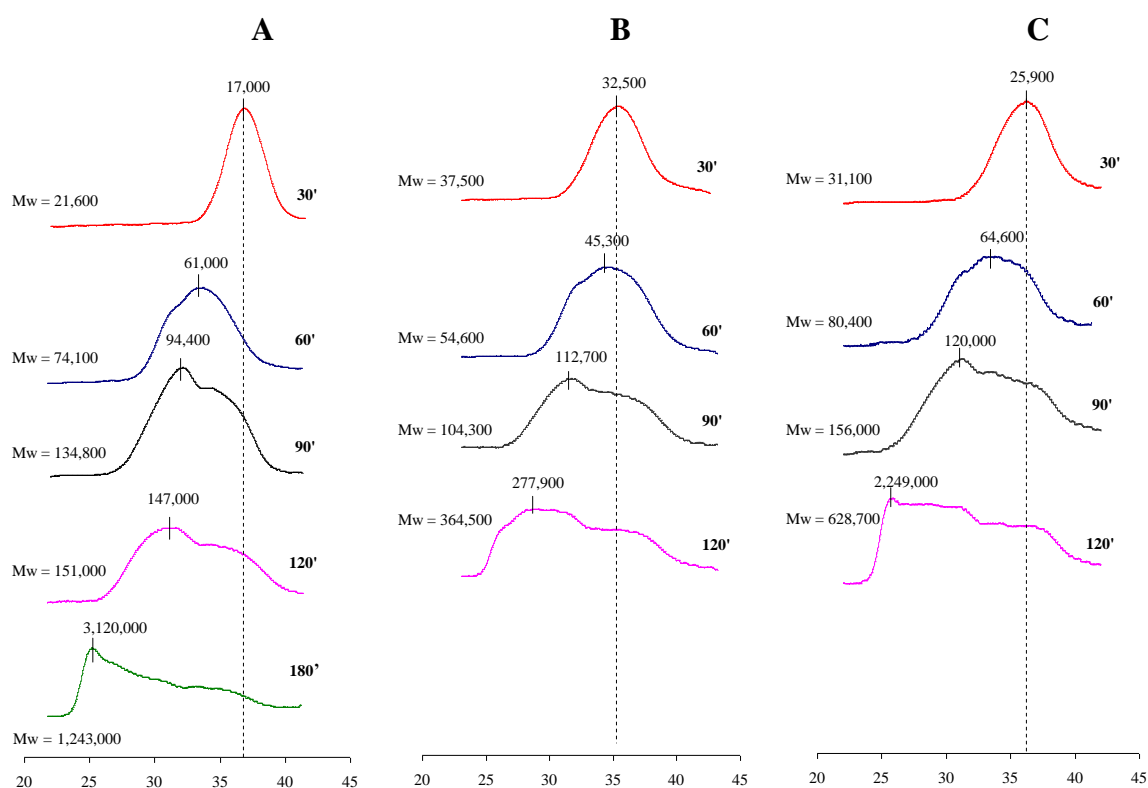 A
17,000
Mw = 21,600
30'
61,000
Mw = 74,100
60'
94,400
Mw = 134,800
90'
147,000
Mw = 151,000
120'
3,120,000
180’
Mw = 1,243,000
20 25 30 35 40 45
B
32,500
Mw = 37,500
30'
45,300
Mw = 54,600
60'
112,700
Mw = 104,300
90'
277,900
Mw = 364,500
120'
20 25 30 35 40 45
C
25,900
Mw = 31,100
30'
64,600
Mw = 80,400
60'
120,000
Mw = 156,000
90'
2,249,000
Mw = 628,700
120'
20 25 30 35 40 45